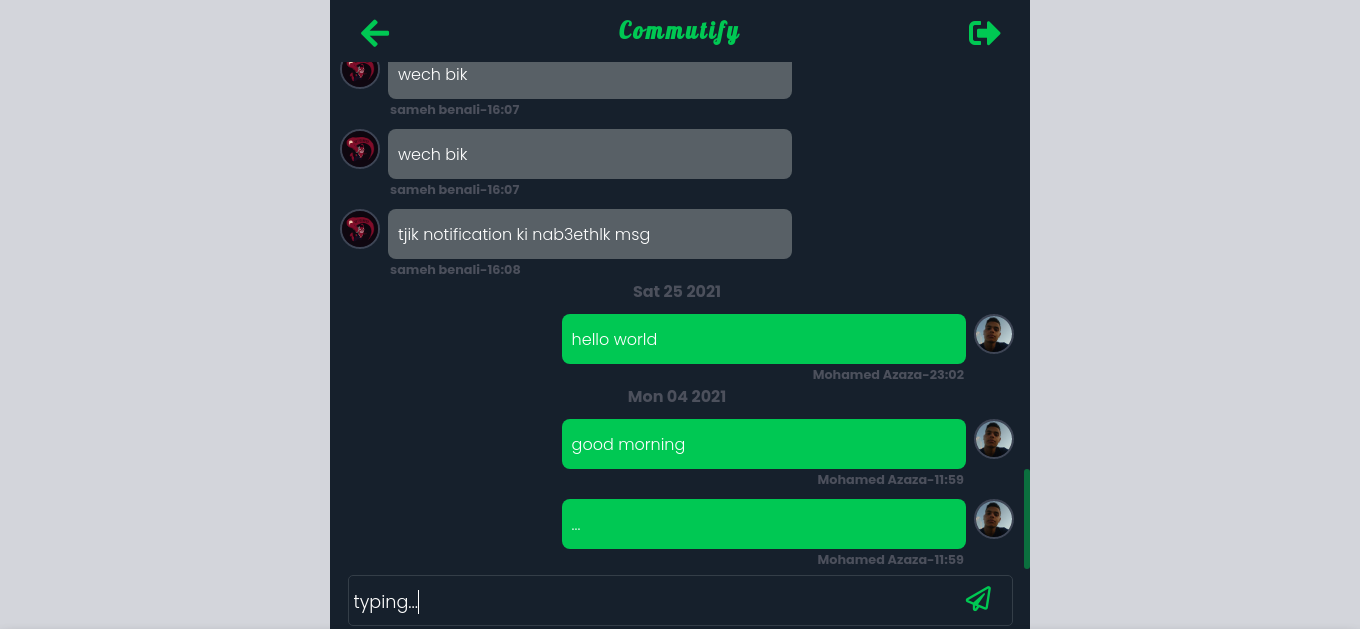 Commutify
wech bik
sameh benali-16:07
wech bik
sameh benali-16:07
tjik notification ki nab3ethlk msg
sameh benali-16:08
Sat 25 2021
hello world
Mohamed Azaza-23:02
Mon 04 2021
good morning
Mohamed Azaza-11:59
...
Mohamed Azaza-11:59
typing...